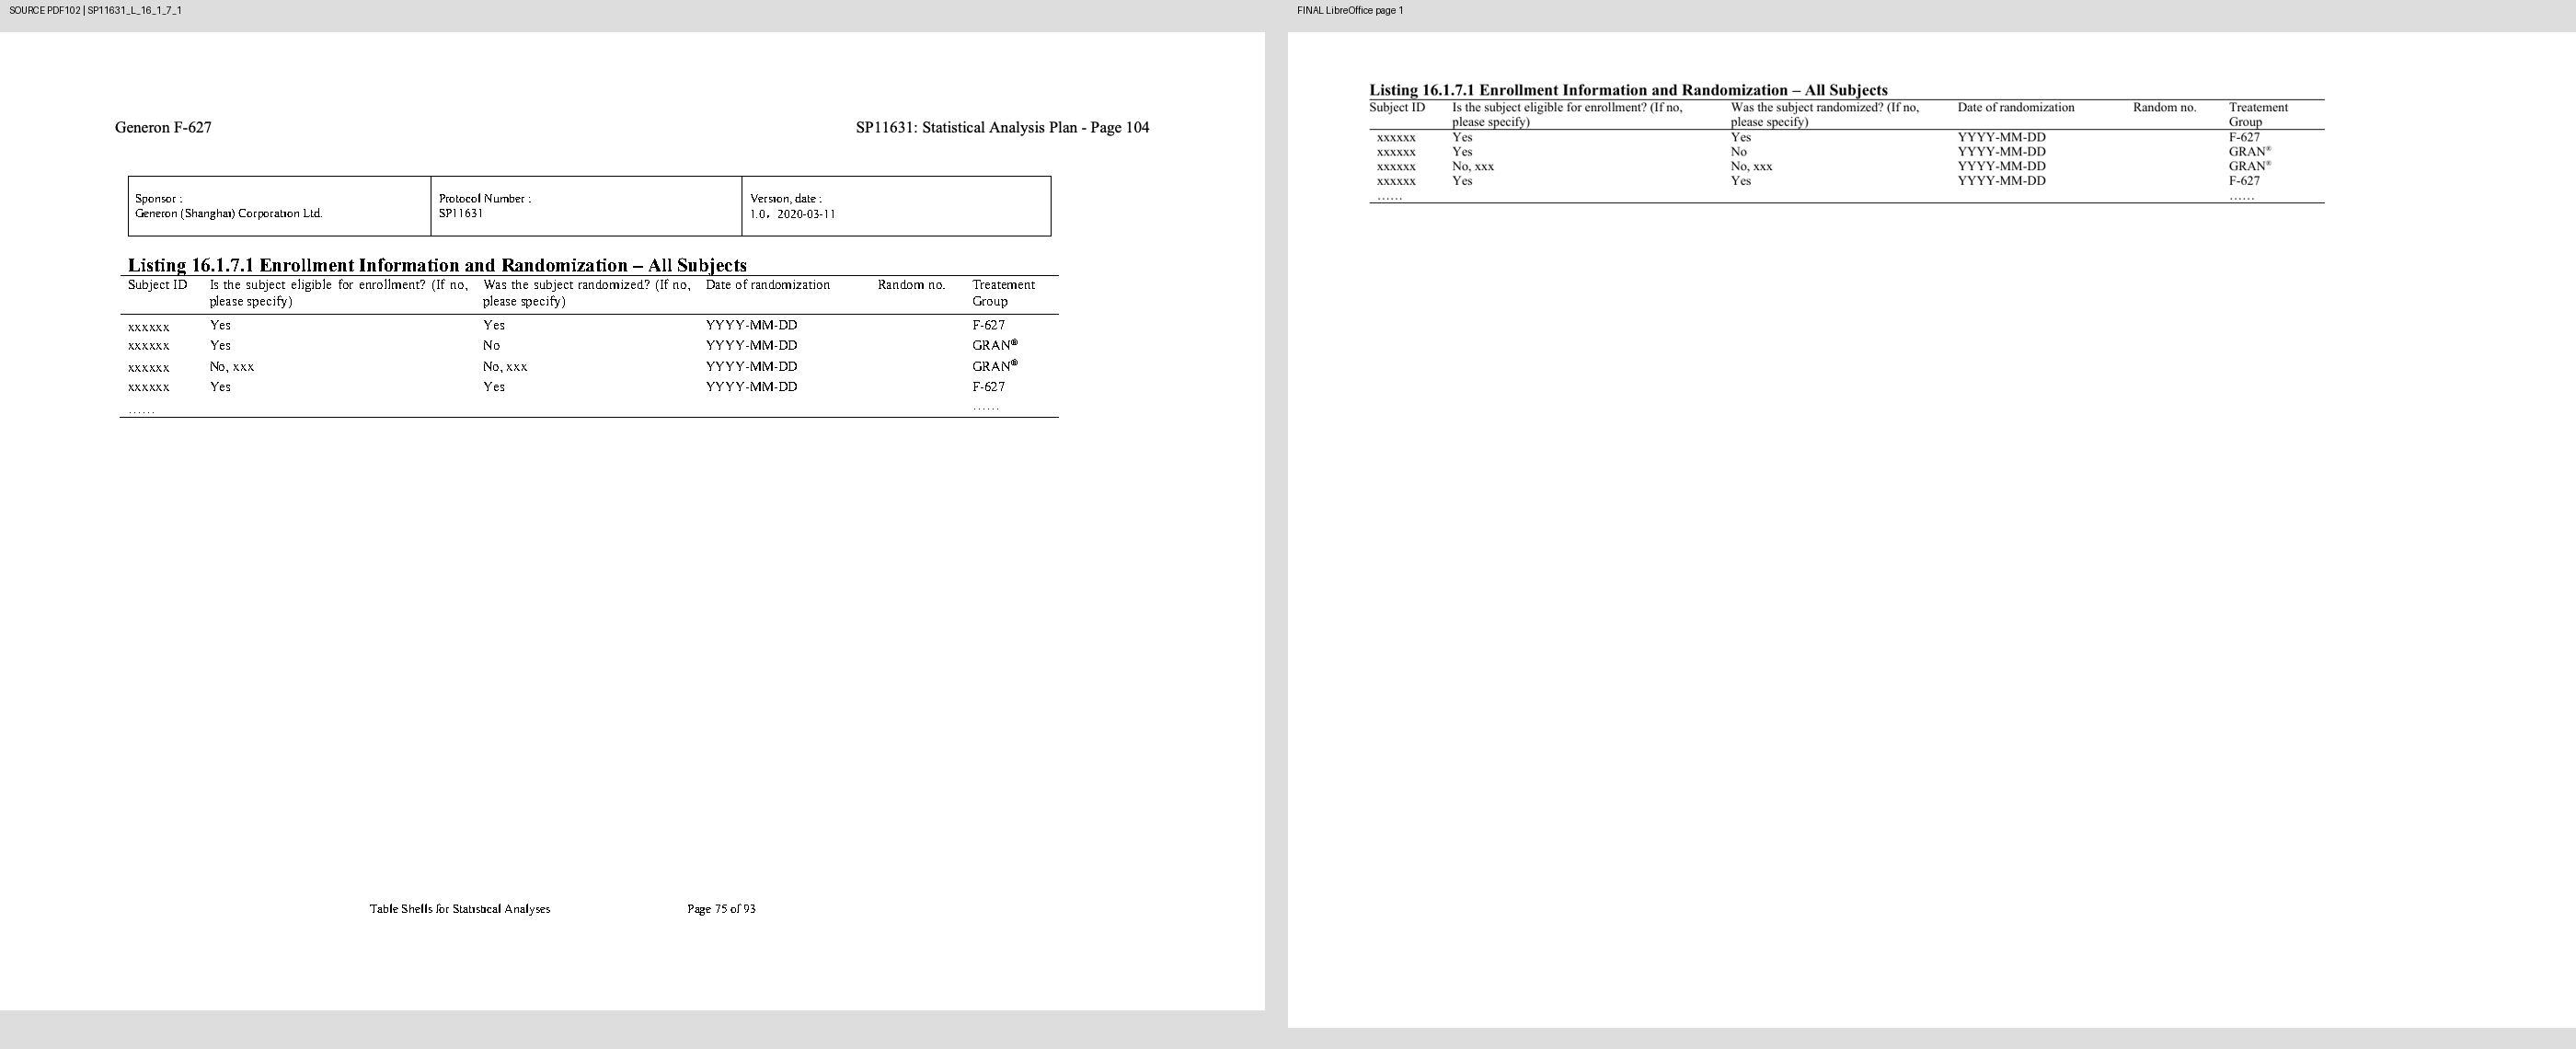 SOURCE PDF102 | SP11631_L_16_1_7_1
Generon F-627 SP11631: Statistical Analysis Plan - Page 104
Sponsor : Protocol Number : Version, date :
Generon (Shanghai) Corporation Ltd. SP11631 1.0，2020-03-11
Listing 16.1.7.1 Enrollment Information and Randomization – All Subjects
Subject ID Is the subject eligible for enrollment? (If no, Was the subject randomized? (If no, Date of randomization Random no. Treatement
please specify) please specify) Group
xxxxxx Yes Yes YYYY-MM-DD F-627
xxxxxx Yes No YYYY-MM-DD GRAN®
xxxxxx No, xxx No, xxx YYYY-MM-DD GRAN®
xxxxxx Yes Yes YYYY-MM-DD F-627
...... ......
Table Shells for Statistical Analyses Page 75 of 93
FINAL LibreOffice page 1
Listing 16.1.7.1 Enrollment Information and Randomization – All Subjects
Subject ID Is the subject eligible for enrollment? (If no, Was the subject randomized? (If no, Date of randomization Random no. Treatement
please specify) please specify) Group
xxxxxx Yes Yes YYYY-MM-DD F-627
xxxxxx Yes No YYYY-MM-DD GRAN®
xxxxxx No, xxx No, xxx YYYY-MM-DD GRAN®
xxxxxx Yes Yes YYYY-MM-DD F-627
...... ......